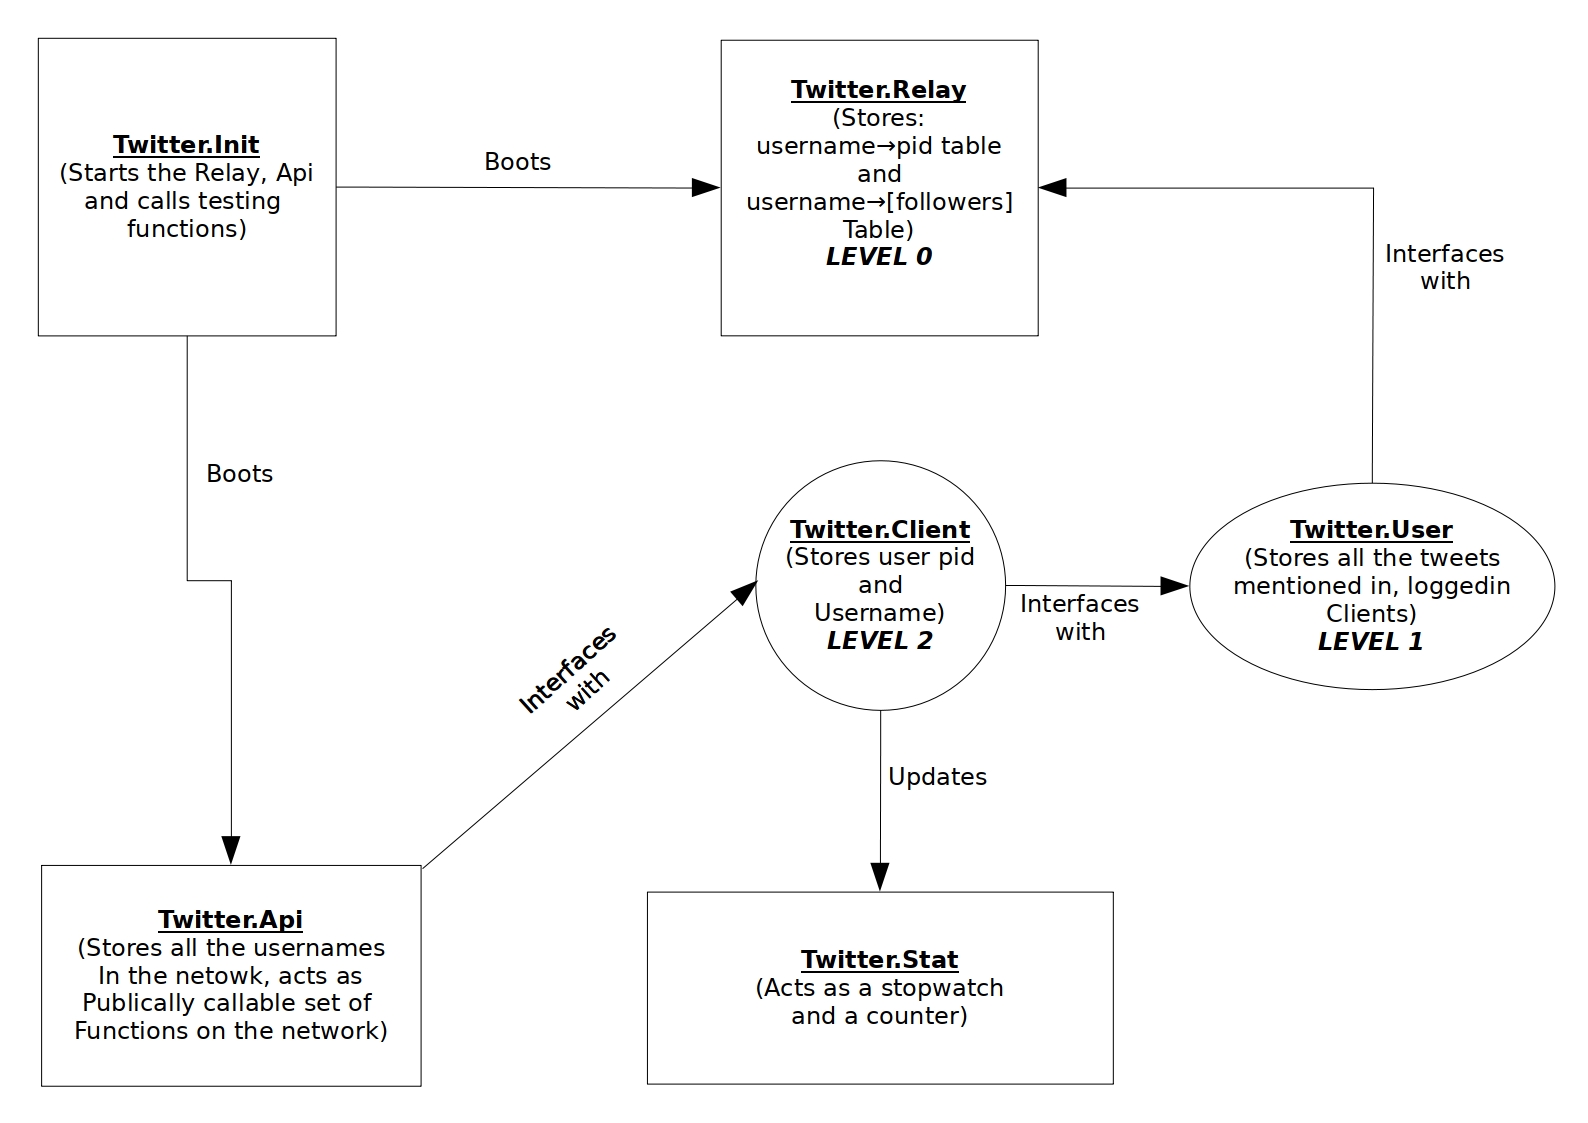 Twitter.Init
(Starts the Relay, Api
and calls testing
functions)
Boots
Twitter.Relay
(Stores:
username→pid table
and
username→[followers]
Table)
LEVEL 0
Interfaces
with
Boots
Twitter.Client
(Stores user pid
and
Username)
LEVEL 2
Interfaces
with
Twitter.User
(Stores all the tweets
mentioned in, loggedin
Clients)
LEVEL 1
Interfaces
with
Updates
Twitter.Api
(Stores all the usernames
In the netowk, acts as
Publically callable set of
Functions on the network)
Twitter.Stat
(Acts as a stopwatch
and a counter)